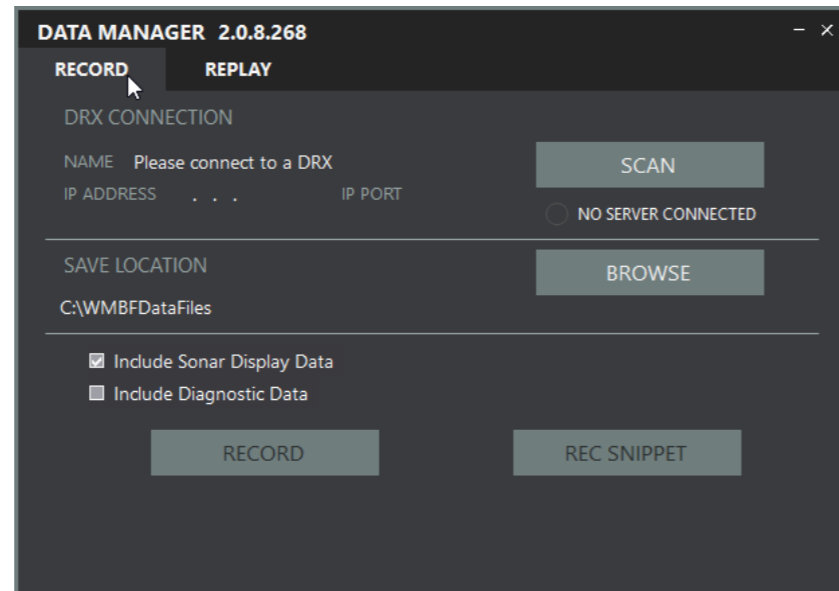 DATA MANAGER 2.0.8.268
RECORD REPLAY
DRX CONNECTION
NAME Please connect to a DRX
SCAN
IP ADDRESS . . . IP PORT
NO SERVER CONNECTED
SAVE LOCATION
BROWSE
C:\WMBFDataFiles
Include Sonar Display Data
Include Diagnostic Data
RECORD REC SNIPPET